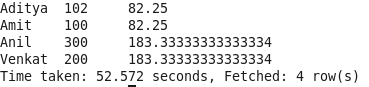 Aditya  102     82.25
Amit    100     82.25
Anil    300     183.33333333333334
Venkat  200     183.33333333333334
Time taken: 52.572 seconds, Fetched: 4 row(s)